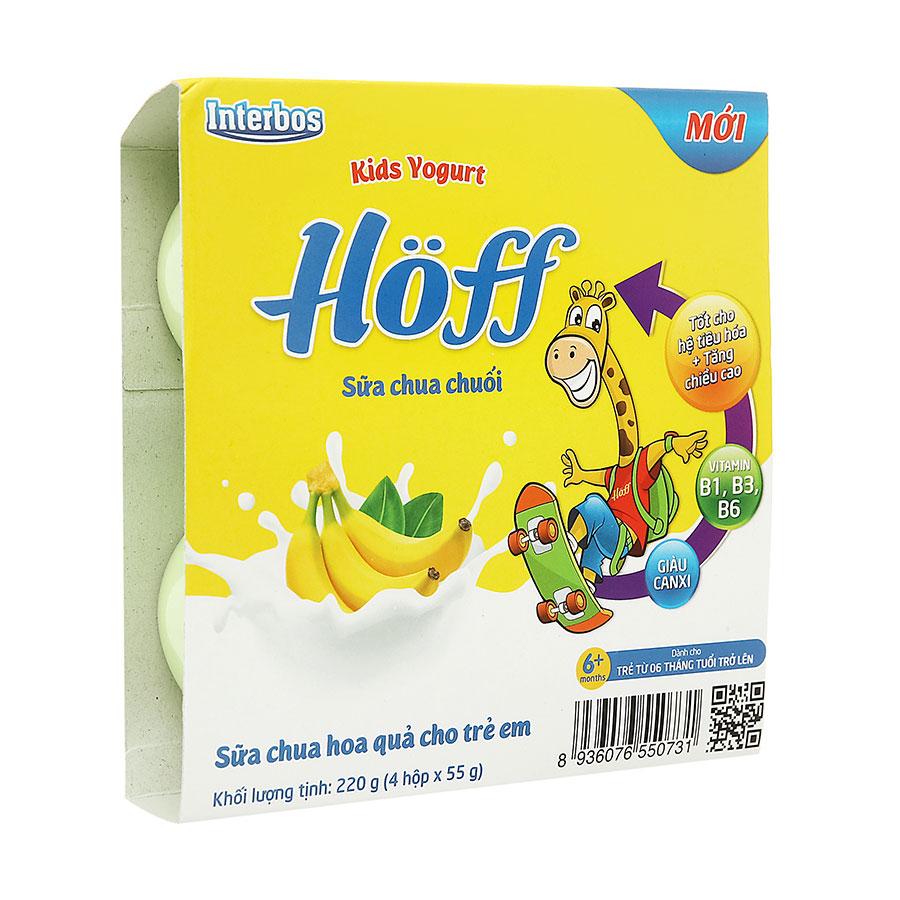 Interbos
MỚI
Kids Yogurt
Höff
Sữa chua chuối
Tốt cho
hệ tiêu hóa
+ Tăng
chiều cao
VITAMIN
B1, B3,
B6
Höff
GIÀU
CANXI
6+
months
Dành cho
TRẺ TỪ 06 THÁNG TUỔI TRỞ LÊN
Sữa chua hoa quả cho trẻ em
Khối lượng tịnh: 220 g (4 hộp x 55 g)
8 936076 550731